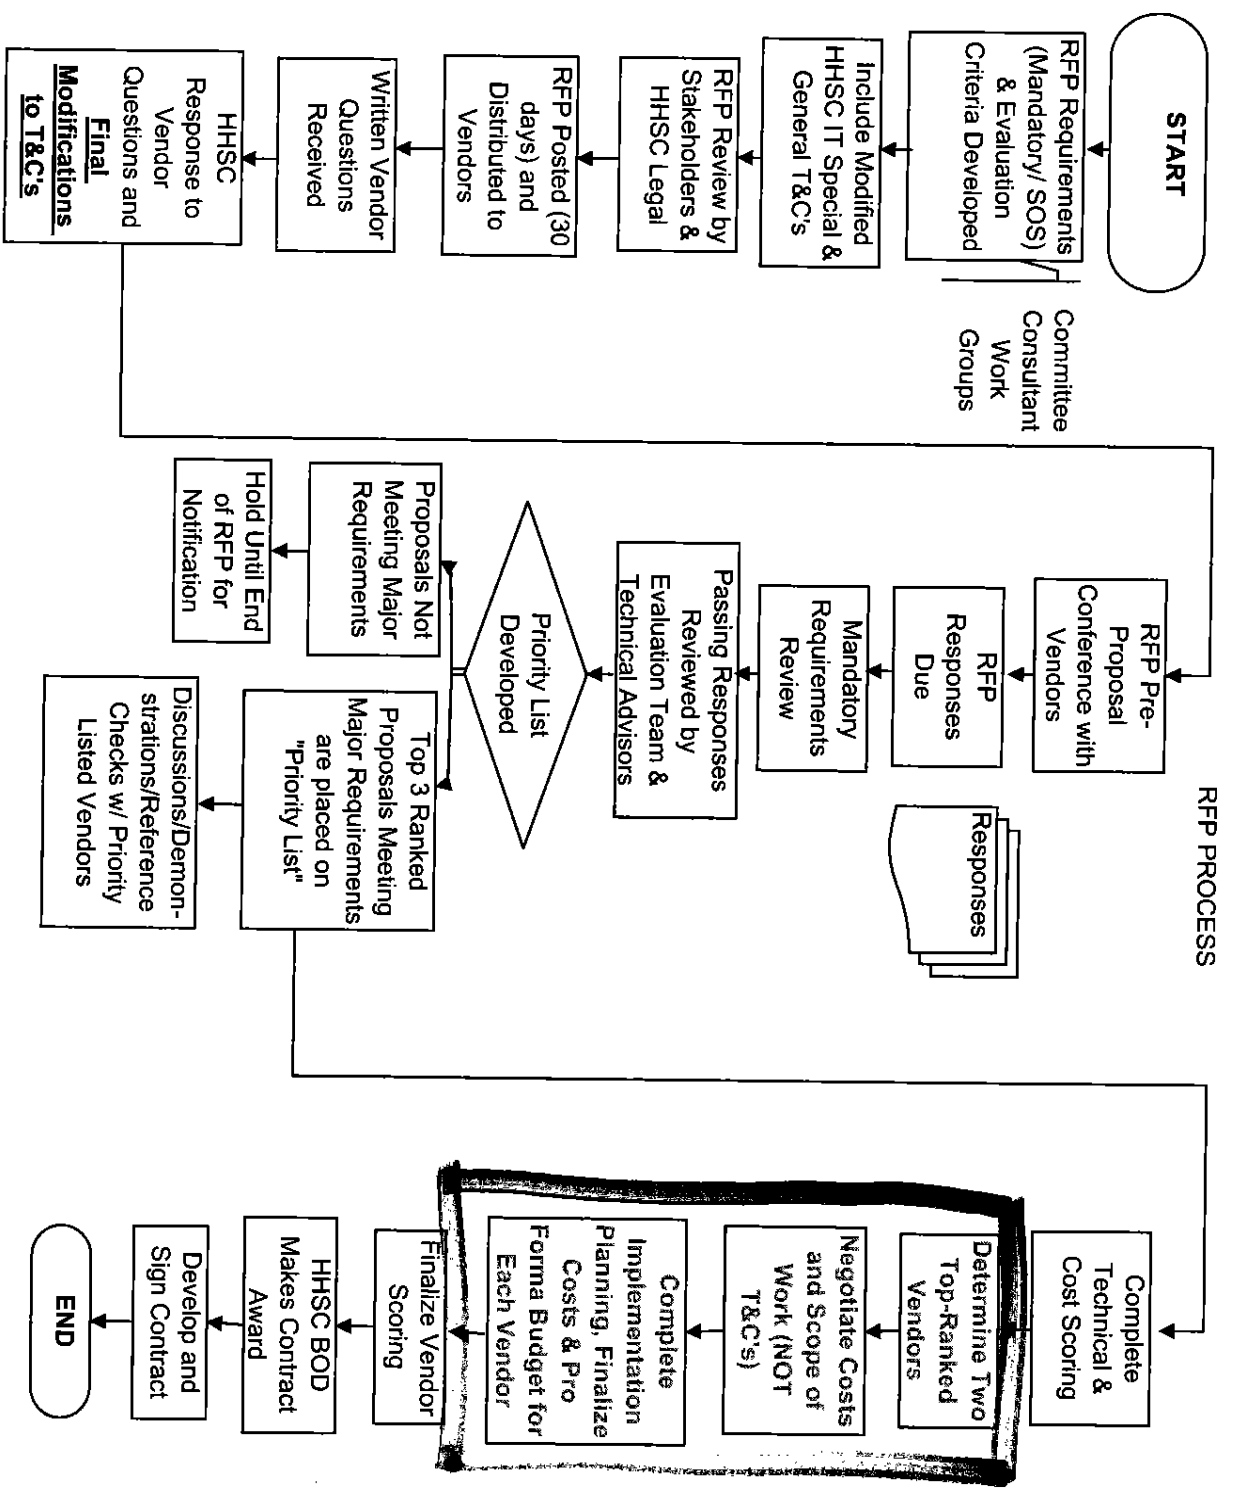 RFP PROCESS
START
RFP Requirements
(Mandatory/ SOS)
& Evaluation
Criteria Developed
Committee
Consultant
Work
Groups
Include Modified
HHSC IT Special &
General T&C's
RFP Review by
Stakeholders &
HHSC Legal
RFP Posted (30
days) and
Distributed to
Vendors
Written Vendor
Questions
Received
HHSC
Response to
Vendor
Questions and
Final
Modifications
to T&C's
RFP Pre-
Proposal
Conference with
Vendors
RFP
Responses
Due
Responses
Mandatory
Requirements
Review
Passing Responses
Reviewed by
Evaluation Team &
Technical Advisors
Priority List
Developed
Proposals Not
Meeting Major
Requirements
Hold Until End
of RFP for
Notification
Top 3 Ranked
Proposals Meeting
Major Requirements
are placed on
"Priority List"
Discussions/Demon-
strations/Reference
Checks w/ Priority
Listed Vendors
Complete
Technical &
Cost Scoring
Determine Two
Top-Ranked
Vendors
Negotiate Costs
and Scope of
Work (NOT
T&C's)
Complete
Implementation
Planning, Finalize
Costs & Pro
Forma Budget for
Each Vendor
Finalize Vendor
Scoring
HHSC BOD
Makes Contract
Award
Develop and
Sign Contract
END